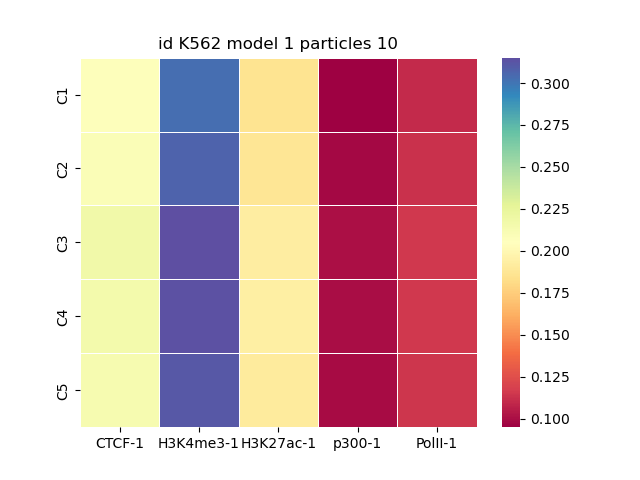 id K562 model 1 particles 10
C1
C2
C3
C4
C5
CTCF-1 H3K4me3-1 H3K27ac-1 p300-1 PolII-1
0.300
0.275
0.250
0.225
0.200
0.175
0.150
0.125
0.100